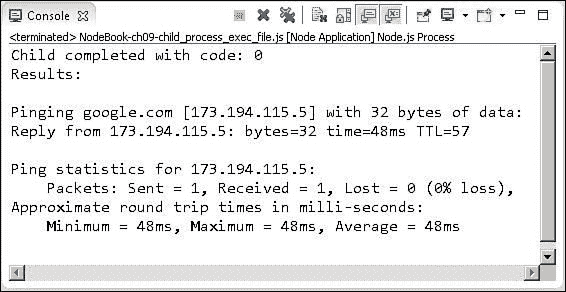 Console
<terminated> NodeBook-ch09-child_process_exec_file.js [Node Application] Node.js Process
Child completed with code: 0
Results:
Pinging google.com [173.194.115.5] with 32 bytes of data:
Reply from 173.194.115.5: bytes=32 time=48ms TTL=57
Ping statistics for 173.194.115.5:
Packets: Sent = 1, Received = 1, Lost = 0 (0% loss),
Approximate round trip times in milli-seconds:
Minimum = 48ms, Maximum = 48ms, Average = 48ms